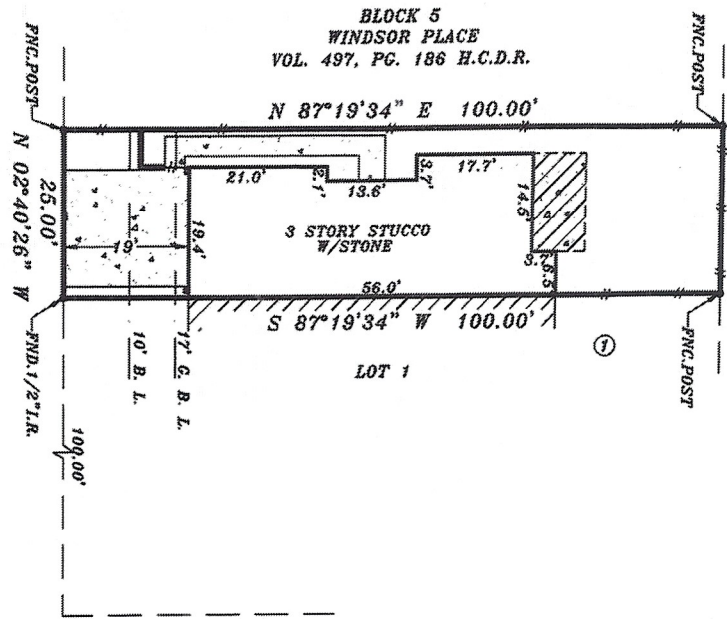 BLOCK 5
WINDSOR PLACE
VOL. 497, PG. 186 H.C.D.R.
FNC.POST
FNC.POST
N 87°19'34" E 100.00'
N 02°40'26" W
25.00'
21.0'
2.1'
13.6'
3.7'
17.7'
14.5'
19'
19.4'
3 STORY STUCCO
W/STONE
3.7'
6.5'
56.0'
S 87°19'34" W 100.00'
FND.1/2"I.R.
10' B. L.
17' G. B. L.
LOT 1
1
FNC.POST
100.00'